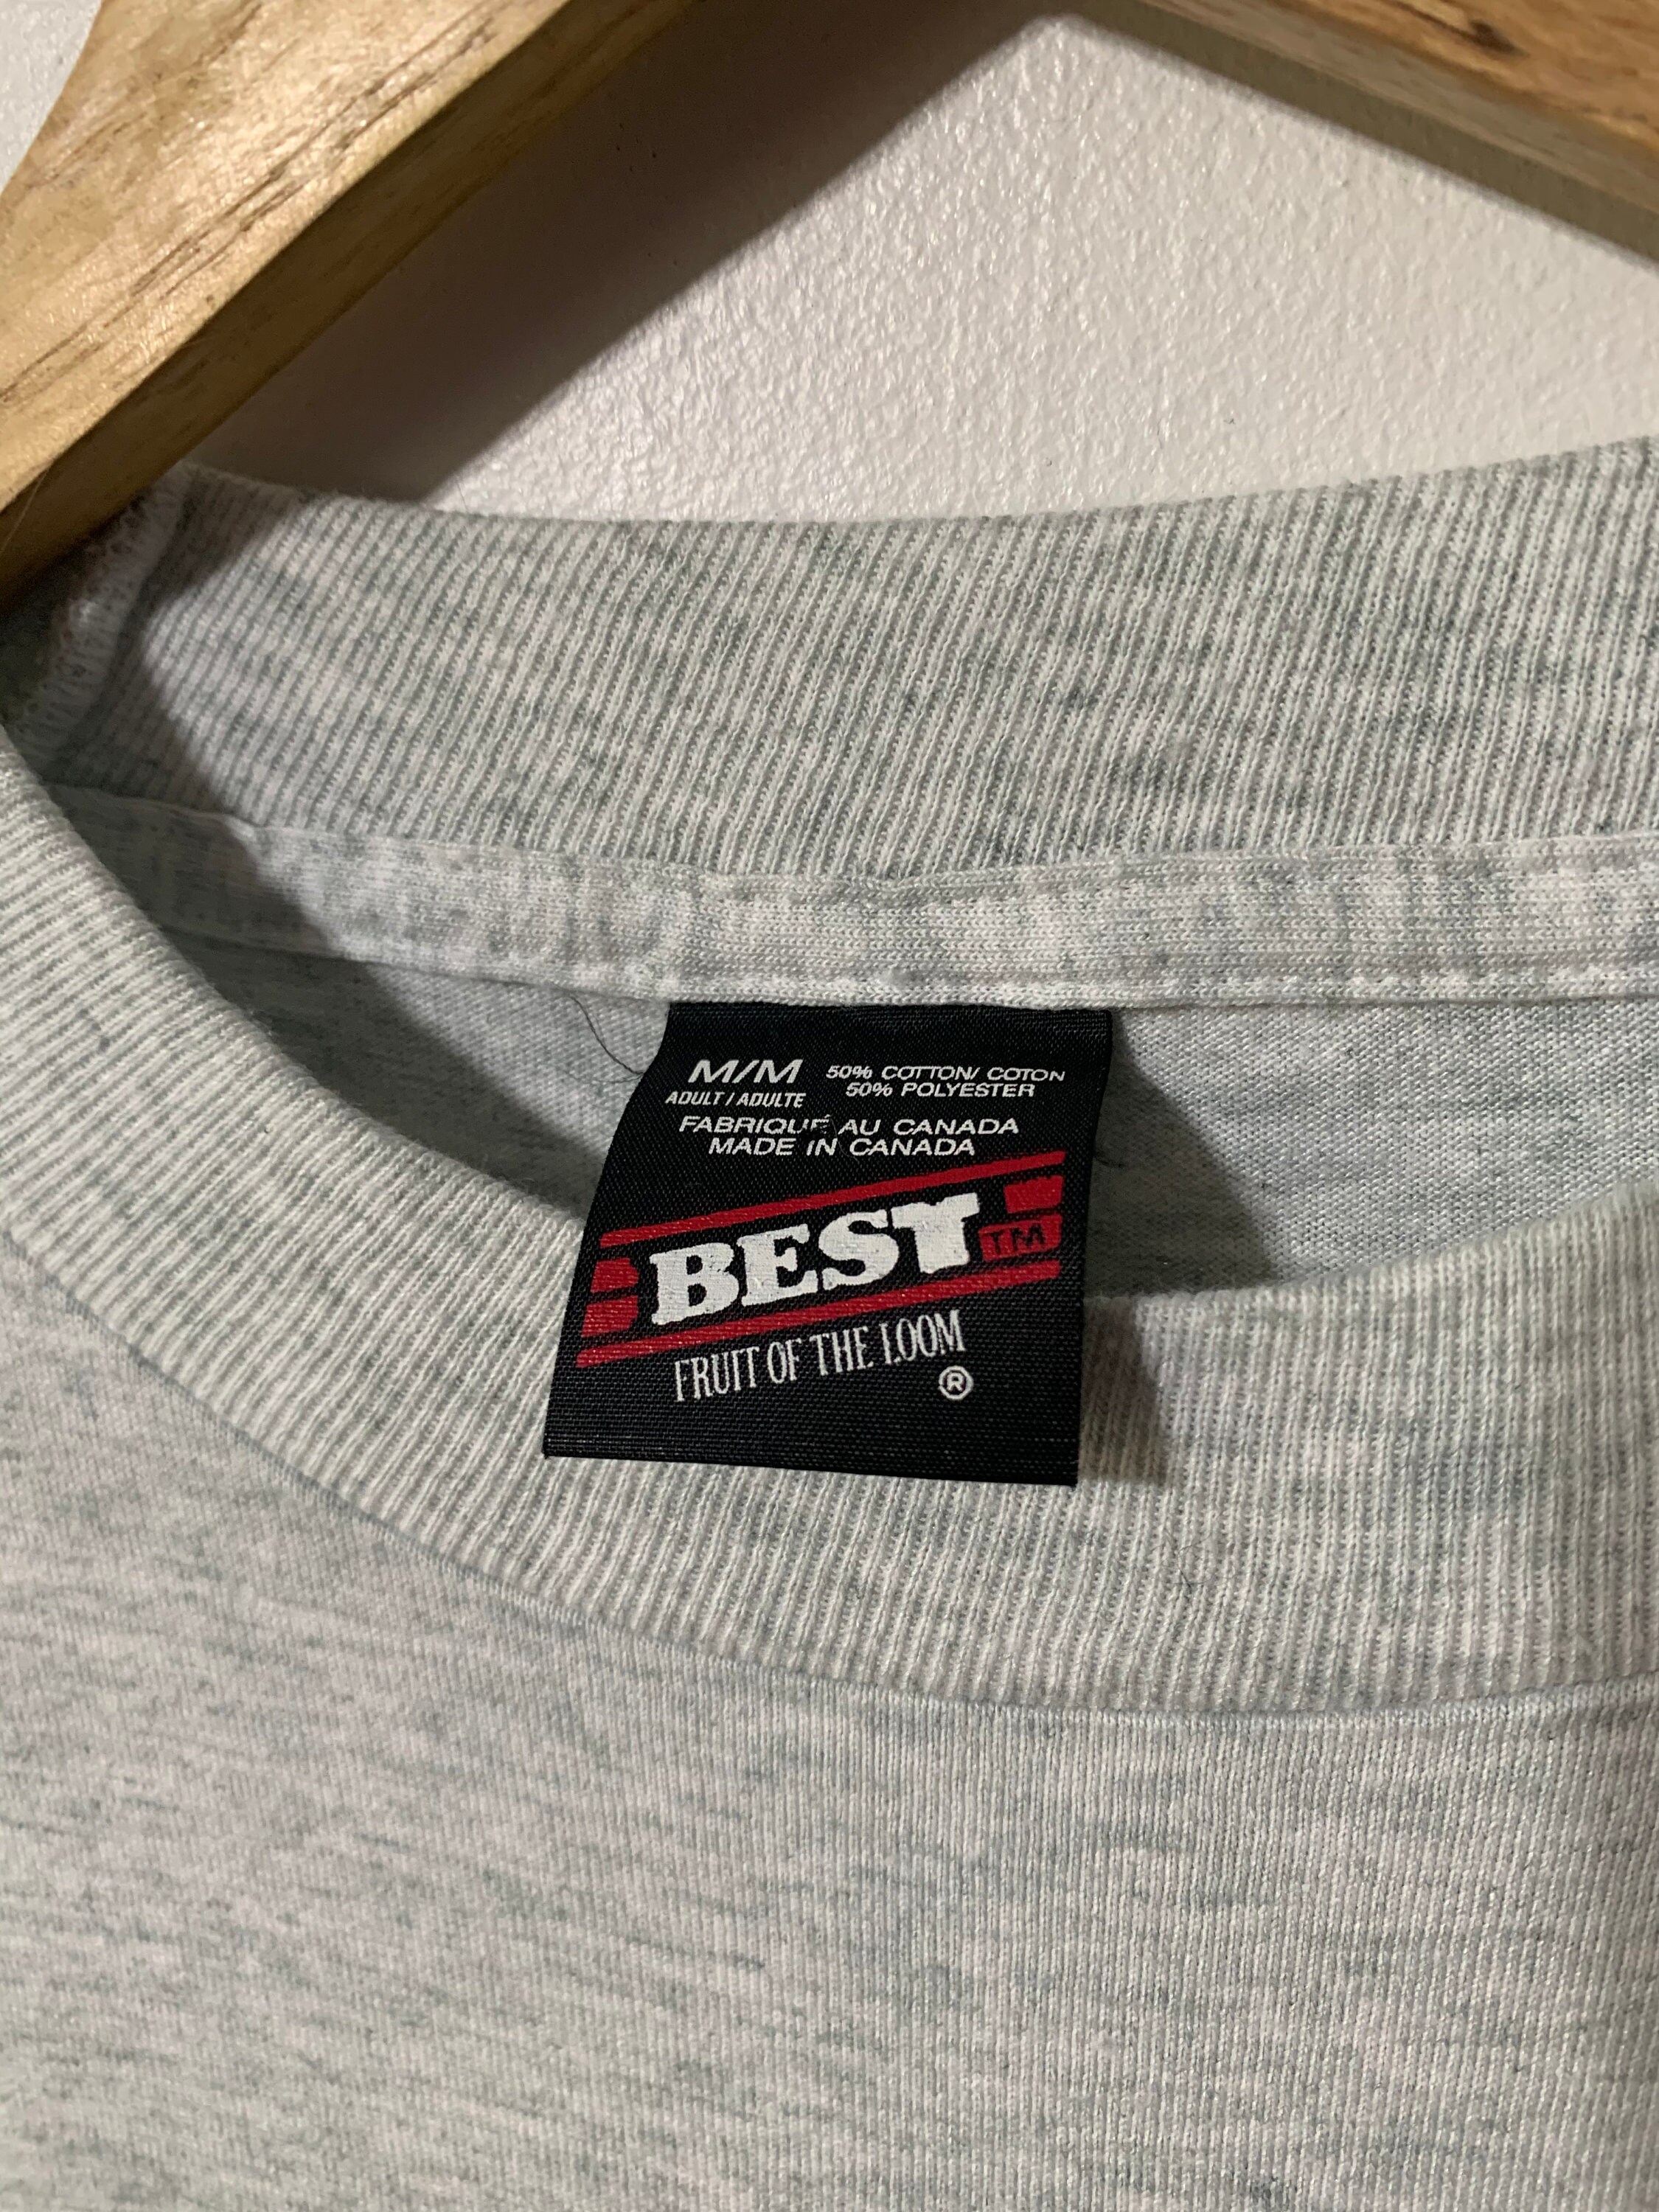 M/M 50% COTTON/ COTON
ADULT / ADULTE 50% POLYESTER
FABRIQUÉ AU CANADA
MADE IN CANADA
BEST TM
FRUIT OF THE LOOM
®